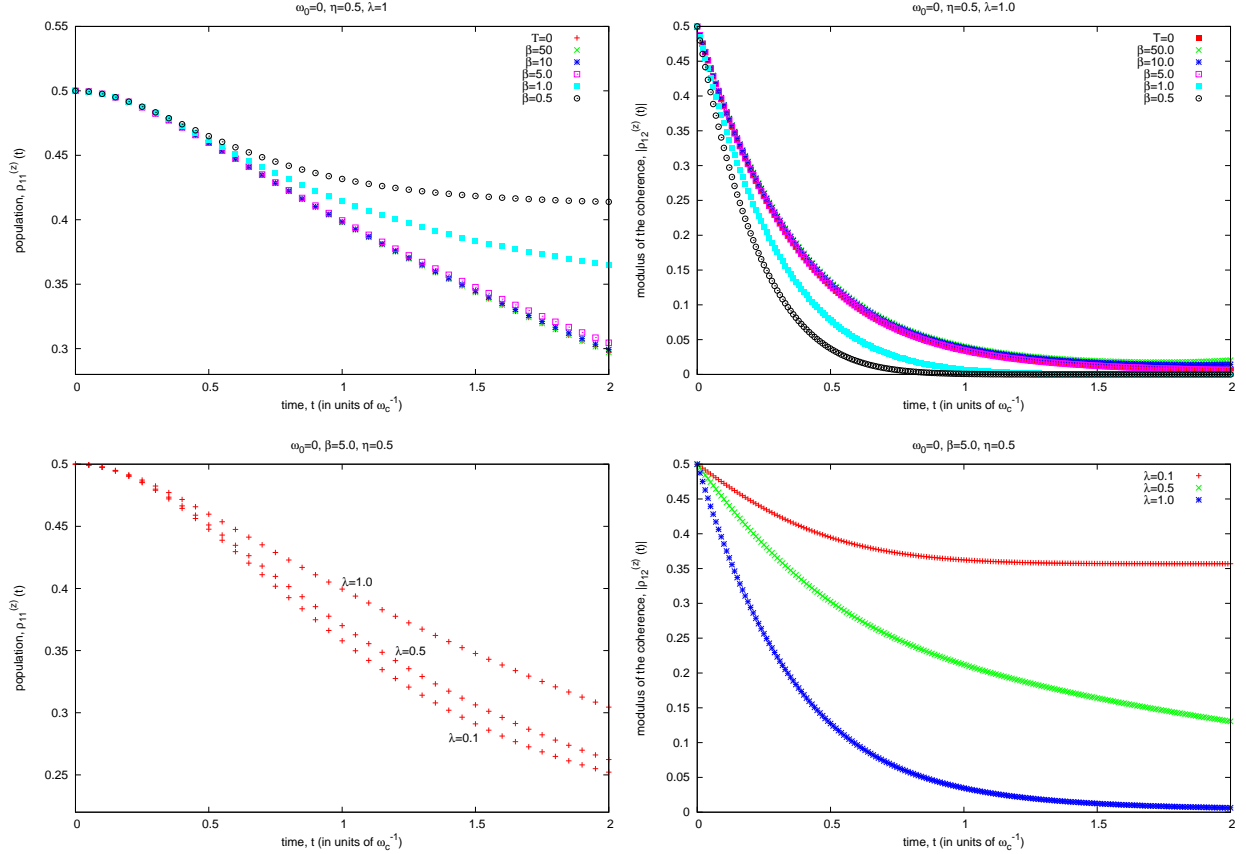 ω₀=0, η=0.5, λ=1
population, ρ₁₁⁽ᶻ⁾(t)
0.55
0.5
0.45
0.4
0.35
0.3
T=0
β=50
β=10
β=5.0
β=1.0
β=0.5
0
0.5
1
1.5
2
time, t (in units of ω_c⁻¹)
ω₀=0, η=0.5, λ=1.0
modulus of the coherence, |ρ₁₂⁽ᶻ⁾(t)|
0.5
0.45
0.4
0.35
0.3
0.25
0.2
0.15
0.1
0.05
0
T=0
β=50.0
β=10.0
β=5.0
β=1.0
β=0.5
0
0.5
1
1.5
2
time, t (in units of ω_c⁻¹)
ω₀=0, β=5.0, η=0.5
population, ρ₁₁⁽ᶻ⁾(t)
0.5
0.45
0.4
0.35
0.3
0.25
λ=1.0
λ=0.5
λ=0.1
0
0.5
1
1.5
2
time, t (in units of ω_c⁻¹)
ω₀=0, β=5.0, η=0.5
modulus of the coherence, |ρ₁₂⁽ᶻ⁾(t)|
0.5
0.45
0.4
0.35
0.3
0.25
0.2
0.15
0.1
0.05
0
λ=0.1
λ=0.5
λ=1.0
0
0.5
1
1.5
2
time, t (in units of ω_c⁻¹)